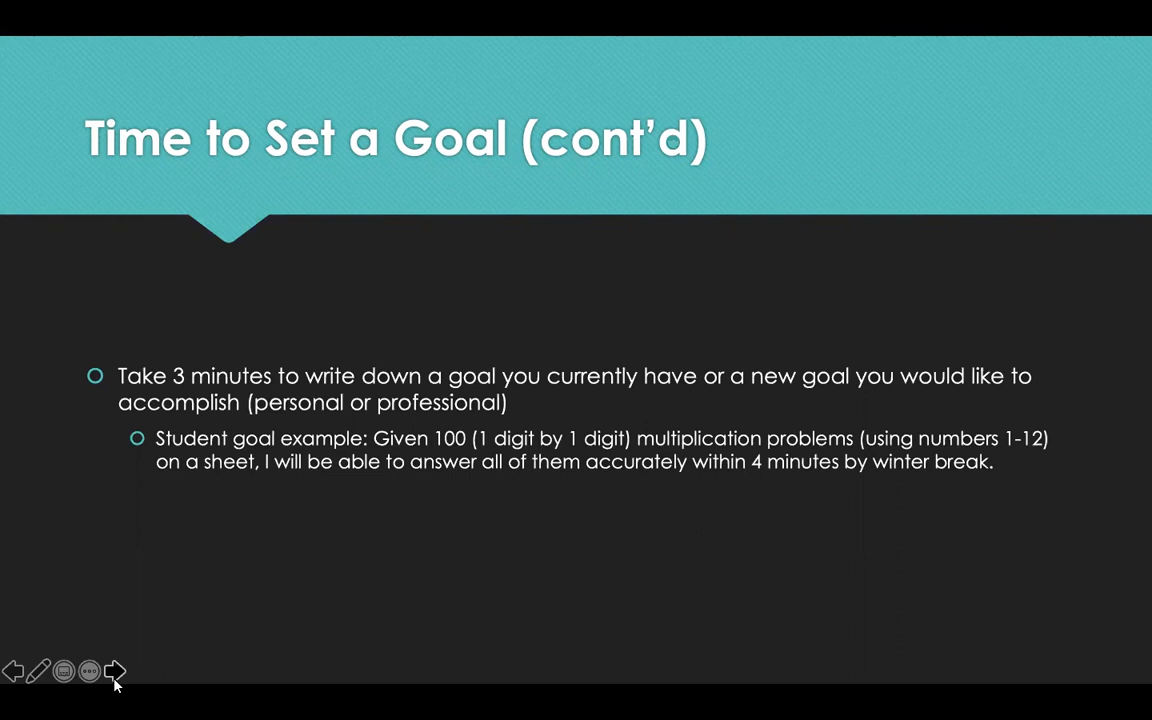 Time to Set a Goal (cont’d)
Take 3 minutes to write down a goal you currently have or a new goal you would like to
accomplish (personal or professional)
Student goal example: Given 100 (1 digit by 1 digit) multiplication problems (using numbers 1-12)
on a sheet, I will be able to answer all of them accurately within 4 minutes by winter break.